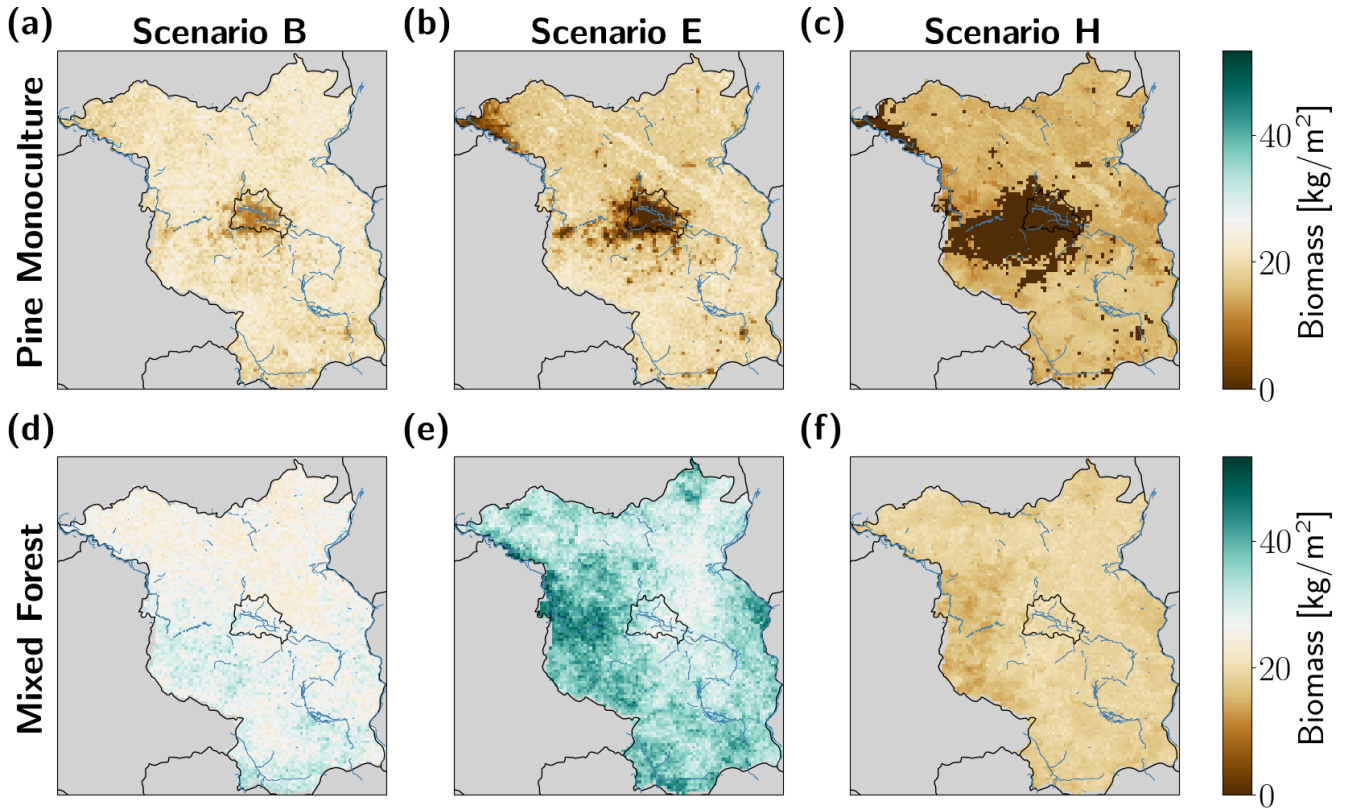 (a) Scenario B
(b) Scenario E
(c) Scenario H
Pine Monoculture
40
20
0
Biomass [kg/m²]
(d)
(e)
(f)
Mixed Forest
40
20
0
Biomass [kg/m²]